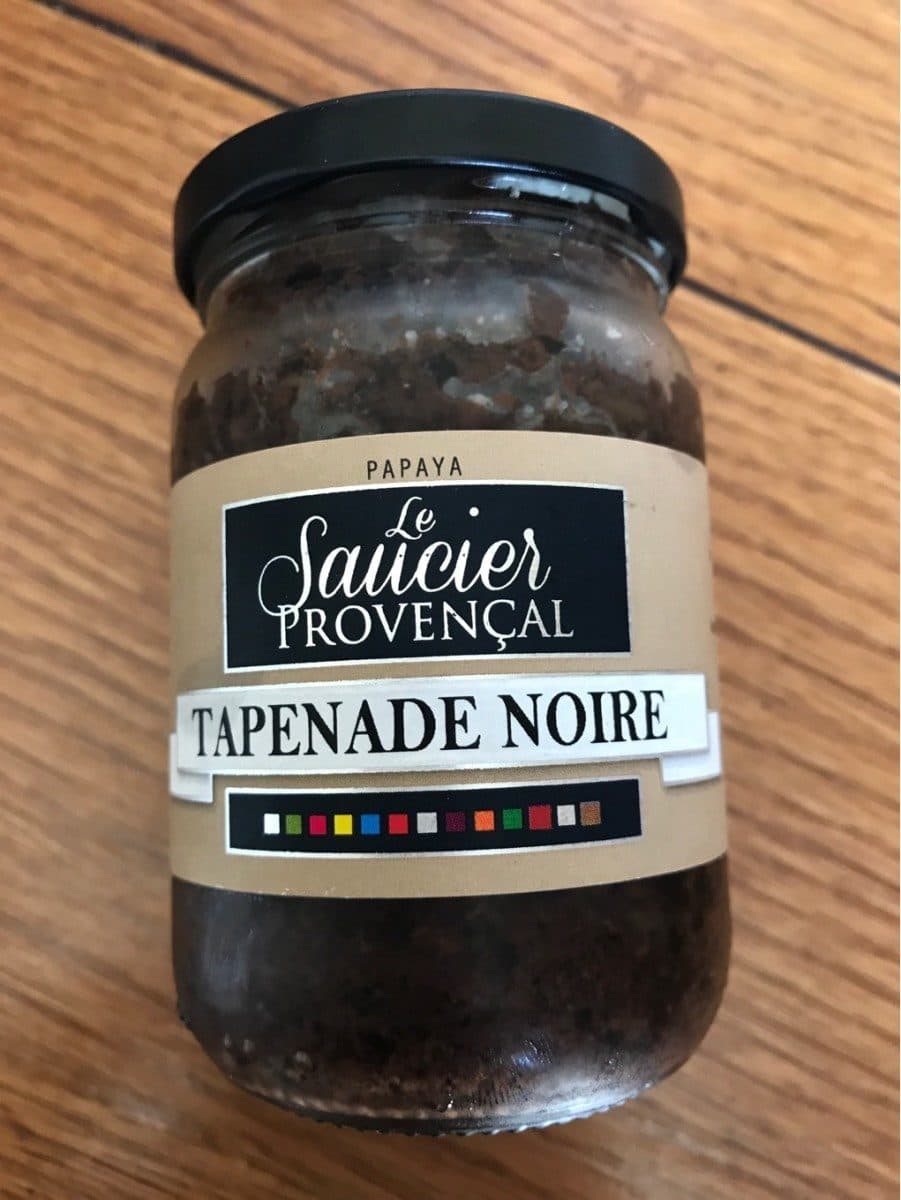 PAPAYA
Le
Saucier
PROVENÇAL
TAPENADE NOIRE